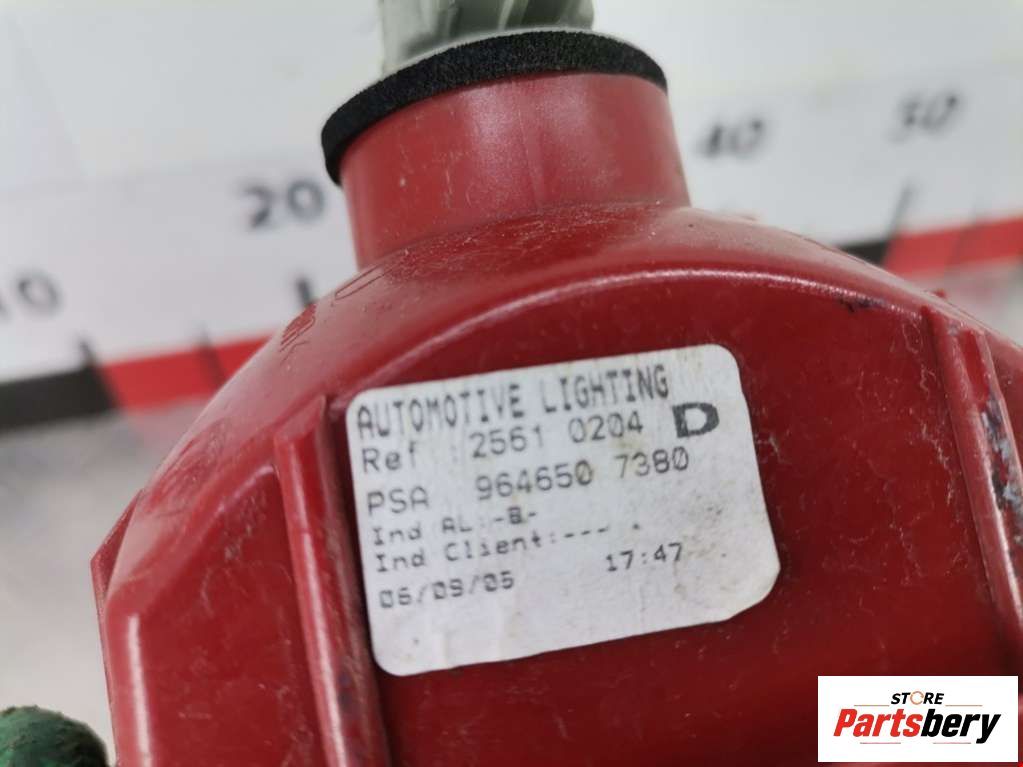 20
40
50
10
AUTOMOTIVE LIGHTING
Ref : 2561 0204 D
PSA 964650 7380
Ind AL:-B-
Ind Client:---
06/09/05 17:47
STORE
Partsbery